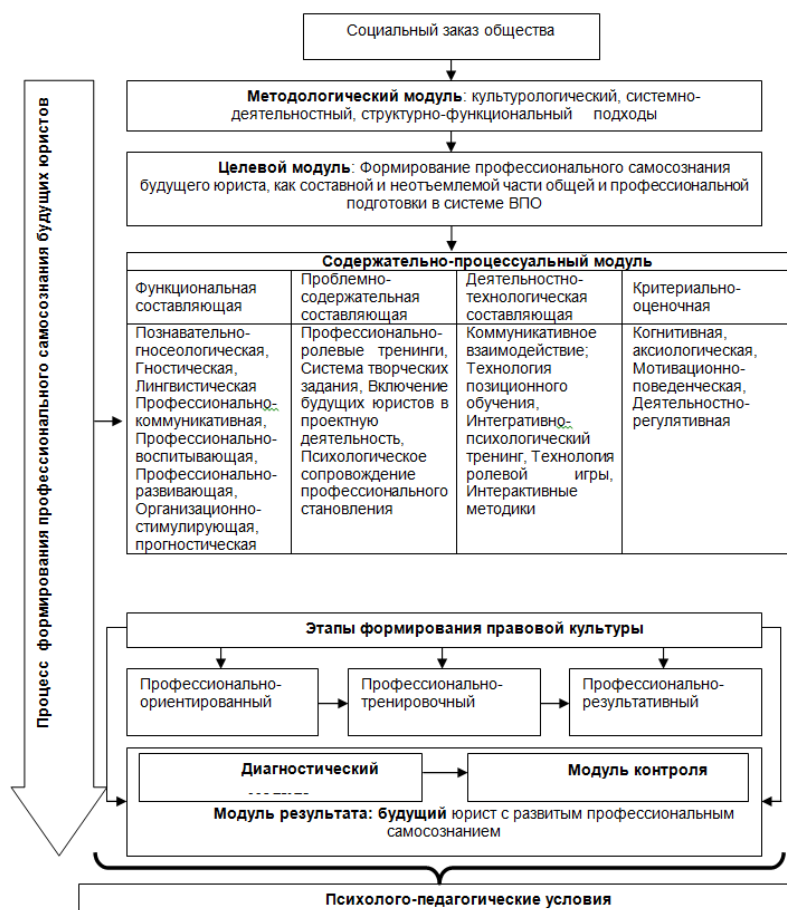 Социальный заказ общества
Процесс формирования профессионального самосознания будущих юристов
Методологический модуль: культурологический, системно-
деятельностный, структурно-функциональный подходы
Целевой модуль: Формирование профессионального самосознания
будущего юриста, как составной и неотъемлемой части общей и профессиональной
подготовки в системе ВПО
Содержательно-процессуальный модуль
Функциональная
составляющая
Проблемно-
содержательная
составляющая
Деятельностно-
технологическая
составляющая
Критериально-
оценочная
Познавательно-
гносеологическая,
Гностическая,
Лингвистическая
Профессионально-
коммуникативная,
Профессионально-
воспитывающая,
Профессионально-
развивающая,
Организационно-
стимулирующая,
прогностическая
Профессионально-
ролевые тренинги,
Система творческих
задания, Включение
будущих юристов в
проектную
деятельность,
Психологическое
сопровождение
профессионального
становления
Коммуникативное
взаимодействие;
Технология
позиционного
обучения,
Интегративно-
психологический
тренинг, Технология
ролевой игры,
Интерактивные
методики
Когнитивная,
аксиологическая,
Мотивационно-
поведенческая,
Деятельностно-
регулятивная
Этапы формирования правовой культуры
Профессионально-
ориентированный
Профессионально-
тренировочный
Профессионально-
результативный
Диагностический
Модуль контроля
Модуль результата: будущий юрист с развитым профессиональным
самосознанием
Психолого-педагогические условия